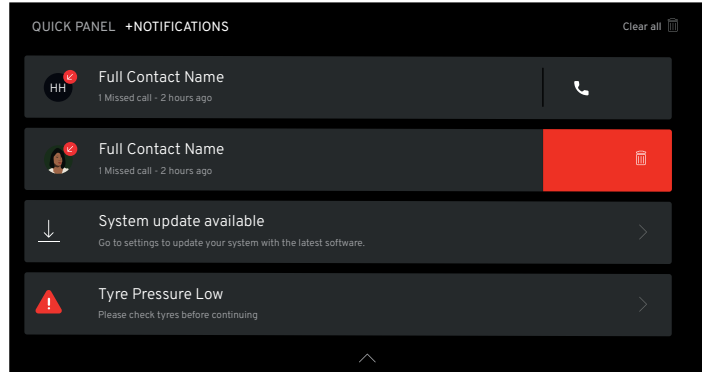 QUICK PANEL +NOTIFICATIONS Clear all
HH Full Contact Name
1 Missed call - 2 hours ago
Full Contact Name
1 Missed call - 2 hours ago
System update available
Go to settings to update your system with the latest software.
Tyre Pressure Low
Please check tyres before continuing